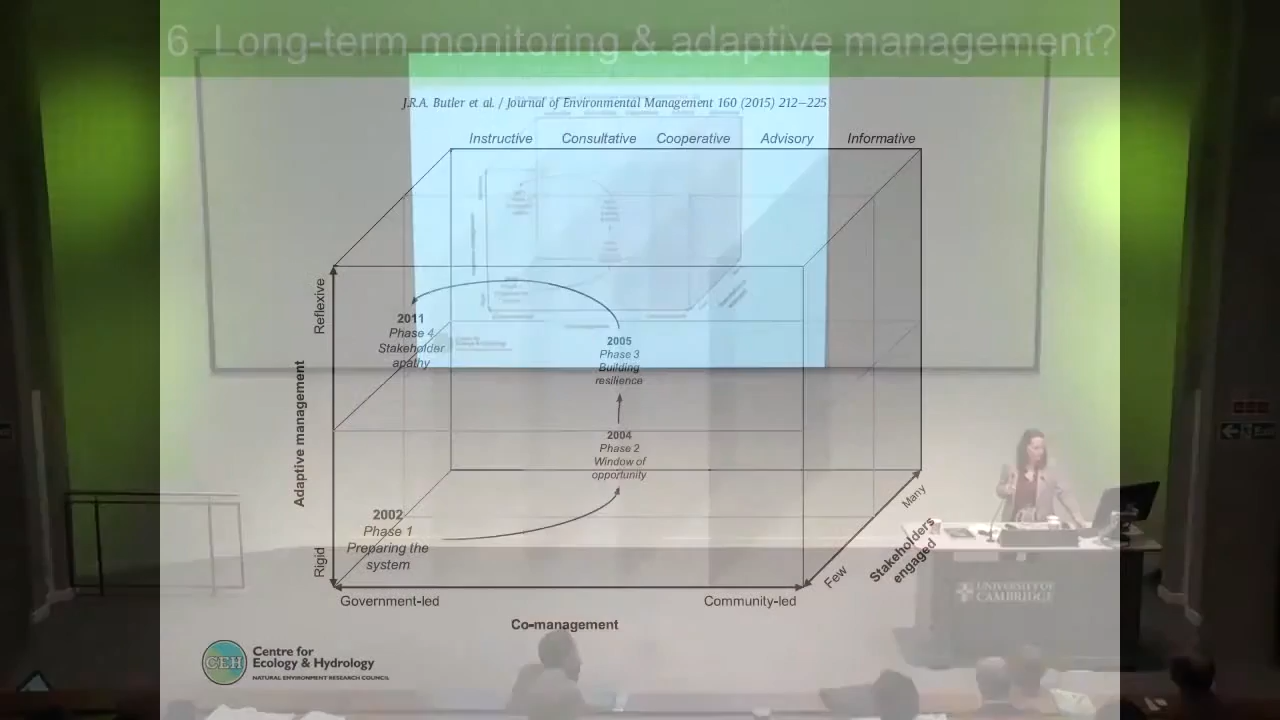 6. Long-term monitoring & adaptive management?
J.R.A. Butler et al. / Journal of Environmental Management 160 (2015) 212–225
Instructive Consultative Cooperative Advisory Informative
Reflexive
Adaptive management
Rigid
2011
Phase 4
Stakeholder
apathy
2005
Phase 3
Building
resilience
2004
Phase 2
Window of
opportunity
2002
Phase 1
Preparing the
system
Many
Stakeholders
engaged
Few
Government-led Community-led
Co-management
UNIVERSITY OF
CAMBRIDGE
CEH
Centre for
Ecology & Hydrology
NATURAL ENVIRONMENT RESEARCH COUNCIL